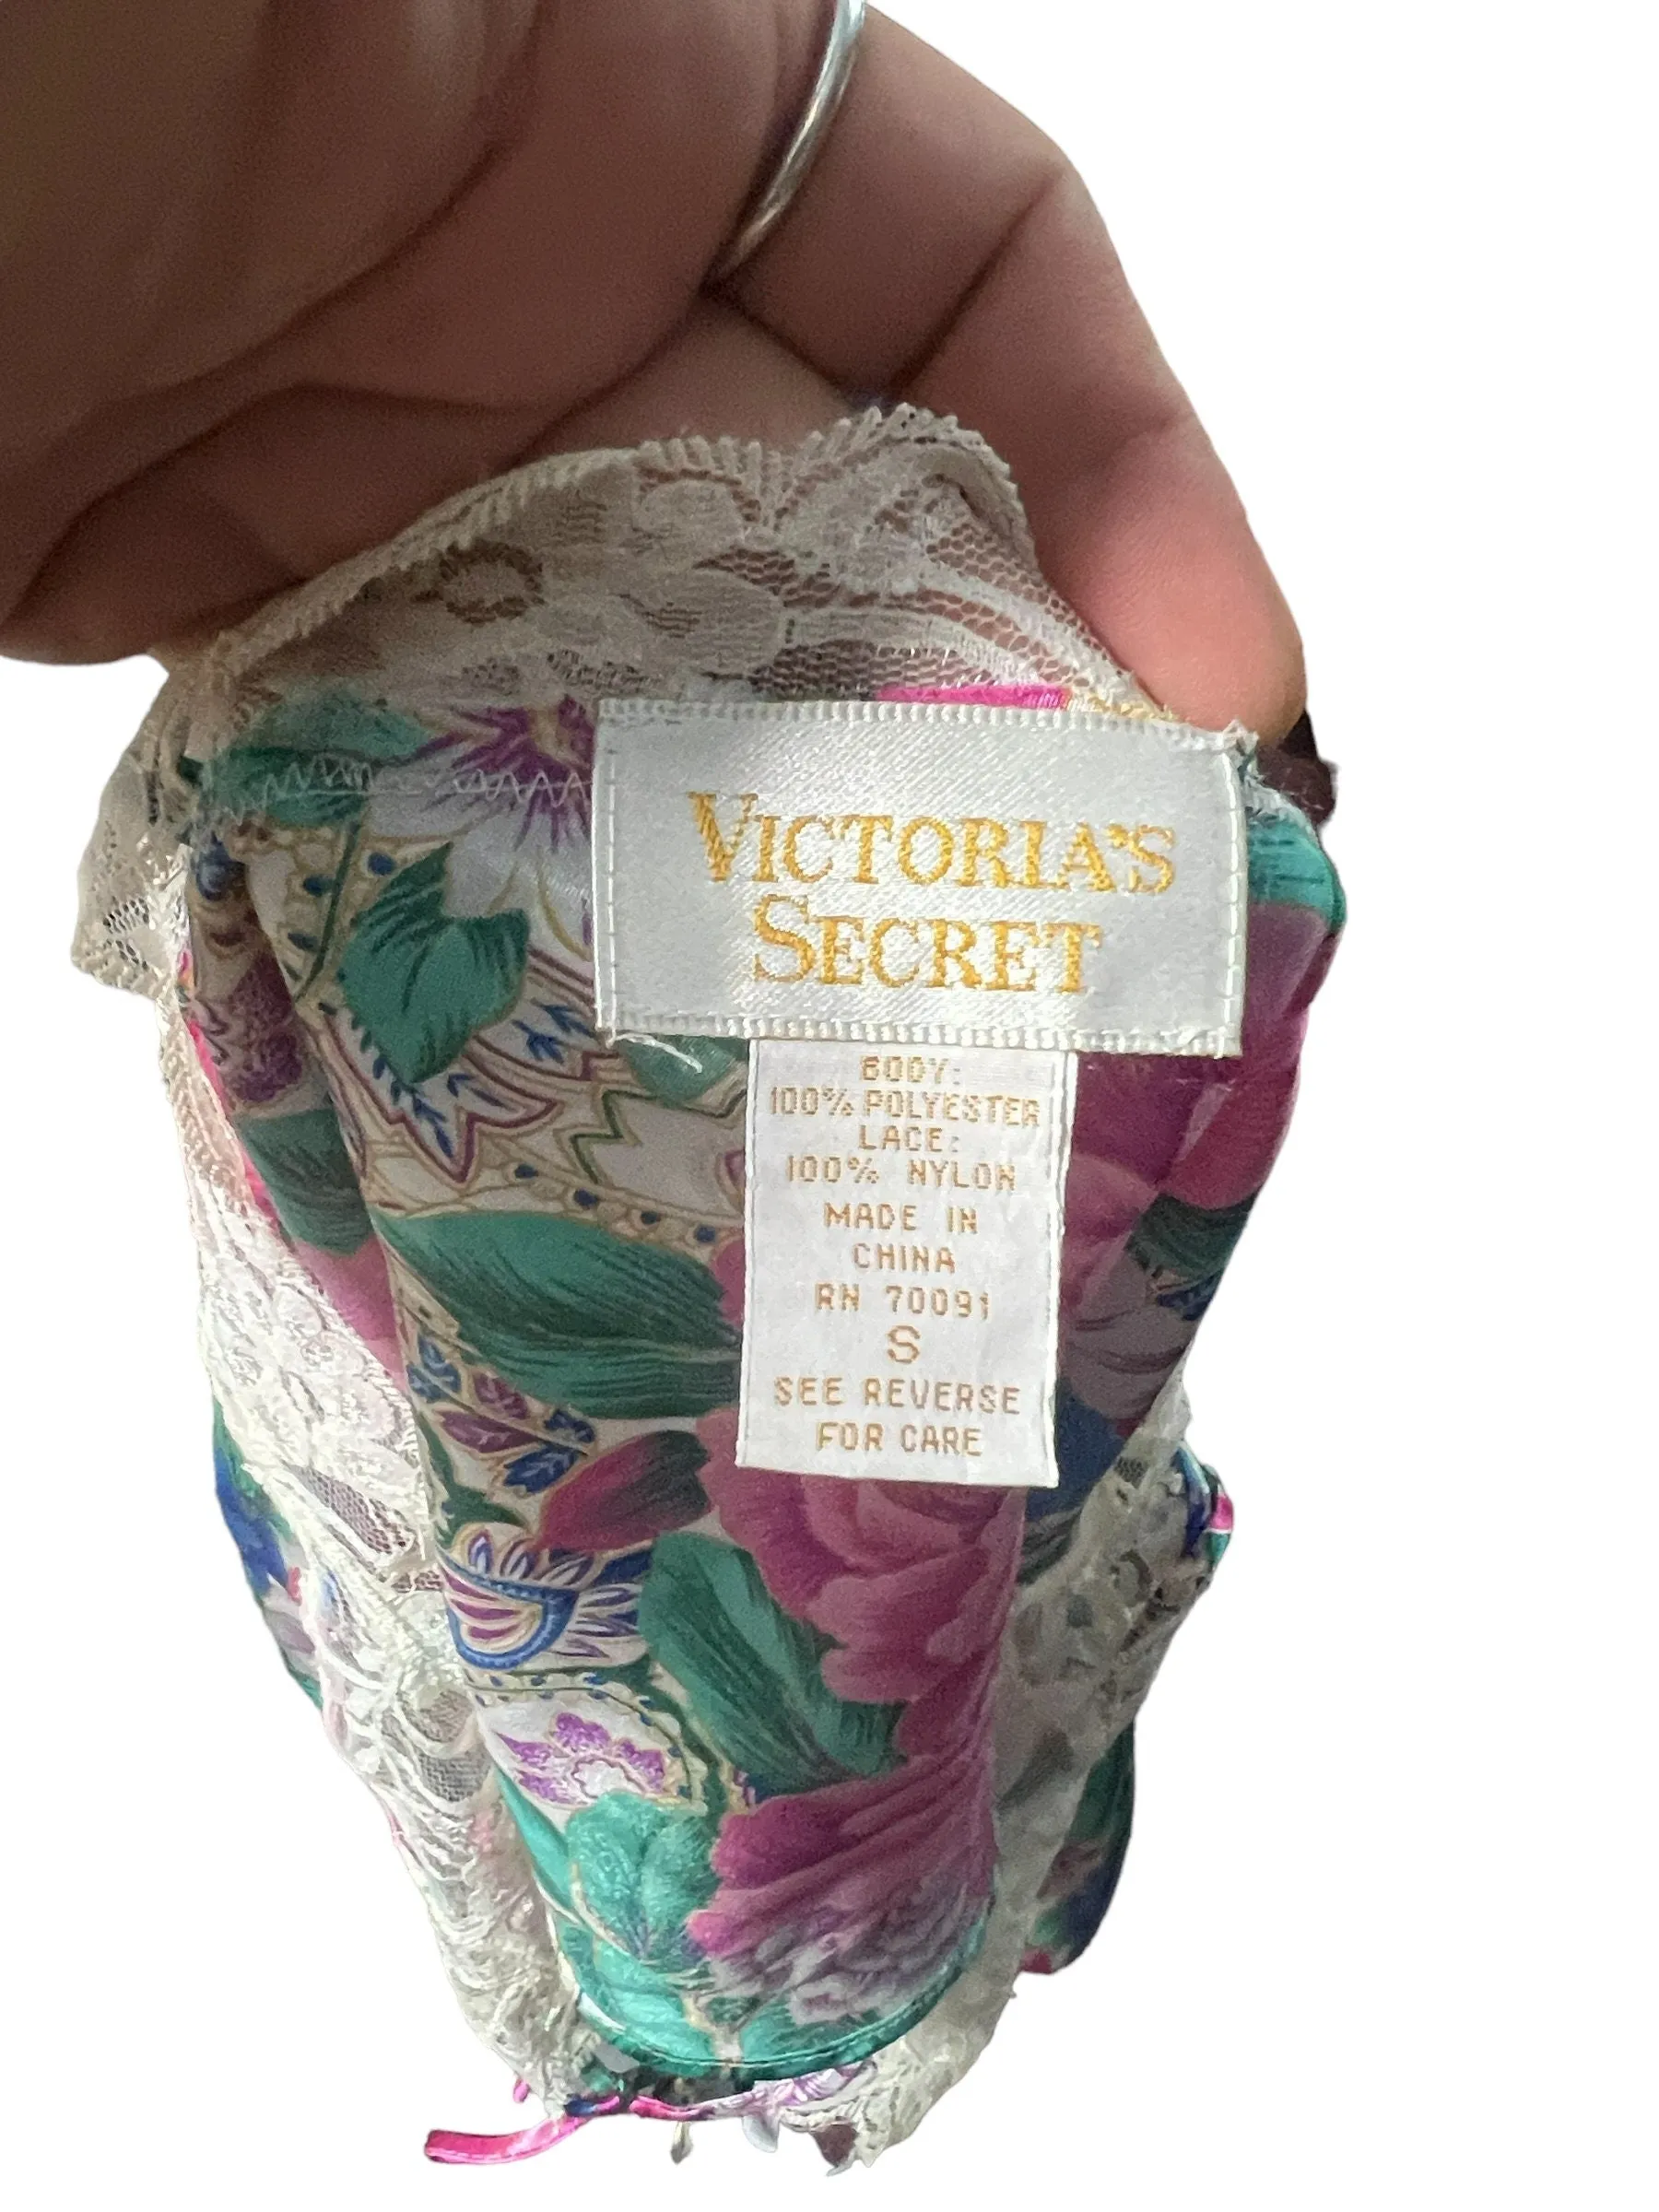 VICTORIA'S
SECRET
BODY:
100% POLYESTER
LACE:
100% NYLON
MADE IN
CHINA
RN 70091
S
SEE REVERSE
FOR CARE